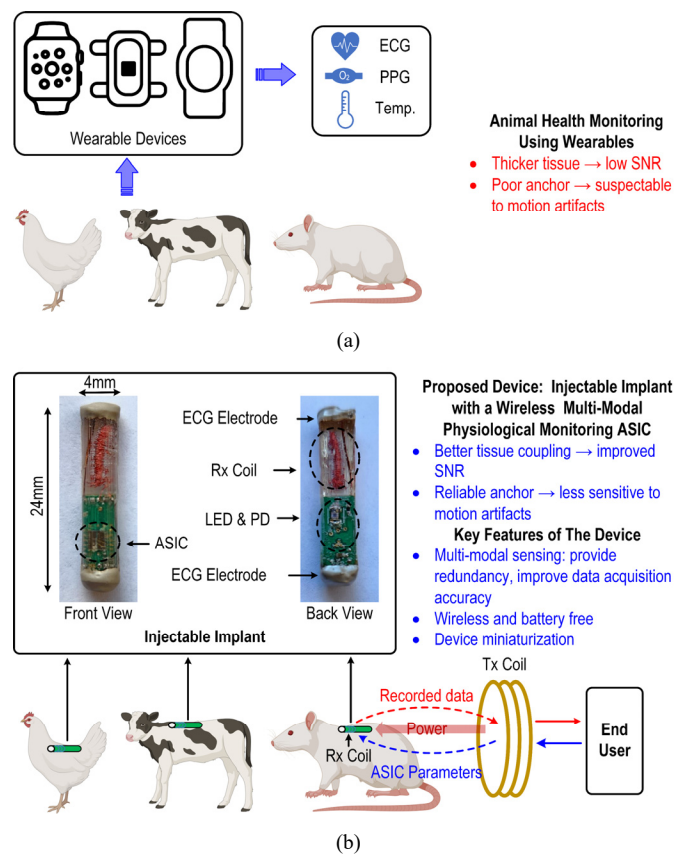 ECG
O₂
PPG
Temp.
Wearable Devices
Animal Health Monitoring
Using Wearables
• Thicker tissue → low SNR
• Poor anchor → suspectable
to motion artifacts
(a)
4mm
24mm
ECG Electrode
Rx Coil
LED & PD
ASIC
ECG Electrode
Front View
Back View
Injectable Implant
Proposed Device: Injectable Implant
with a Wireless Multi-Modal
Physiological Monitoring ASIC
• Better tissue coupling → improved
SNR
• Reliable anchor → less sensitive to
motion artifacts
Key Features of The Device
• Multi-modal sensing: provide
redundancy, improve data acquisition
accuracy
• Wireless and battery free
• Device miniaturization
Tx Coil
Recorded data
Power
Rx Coil
ASIC Parameters
End
User
(b)